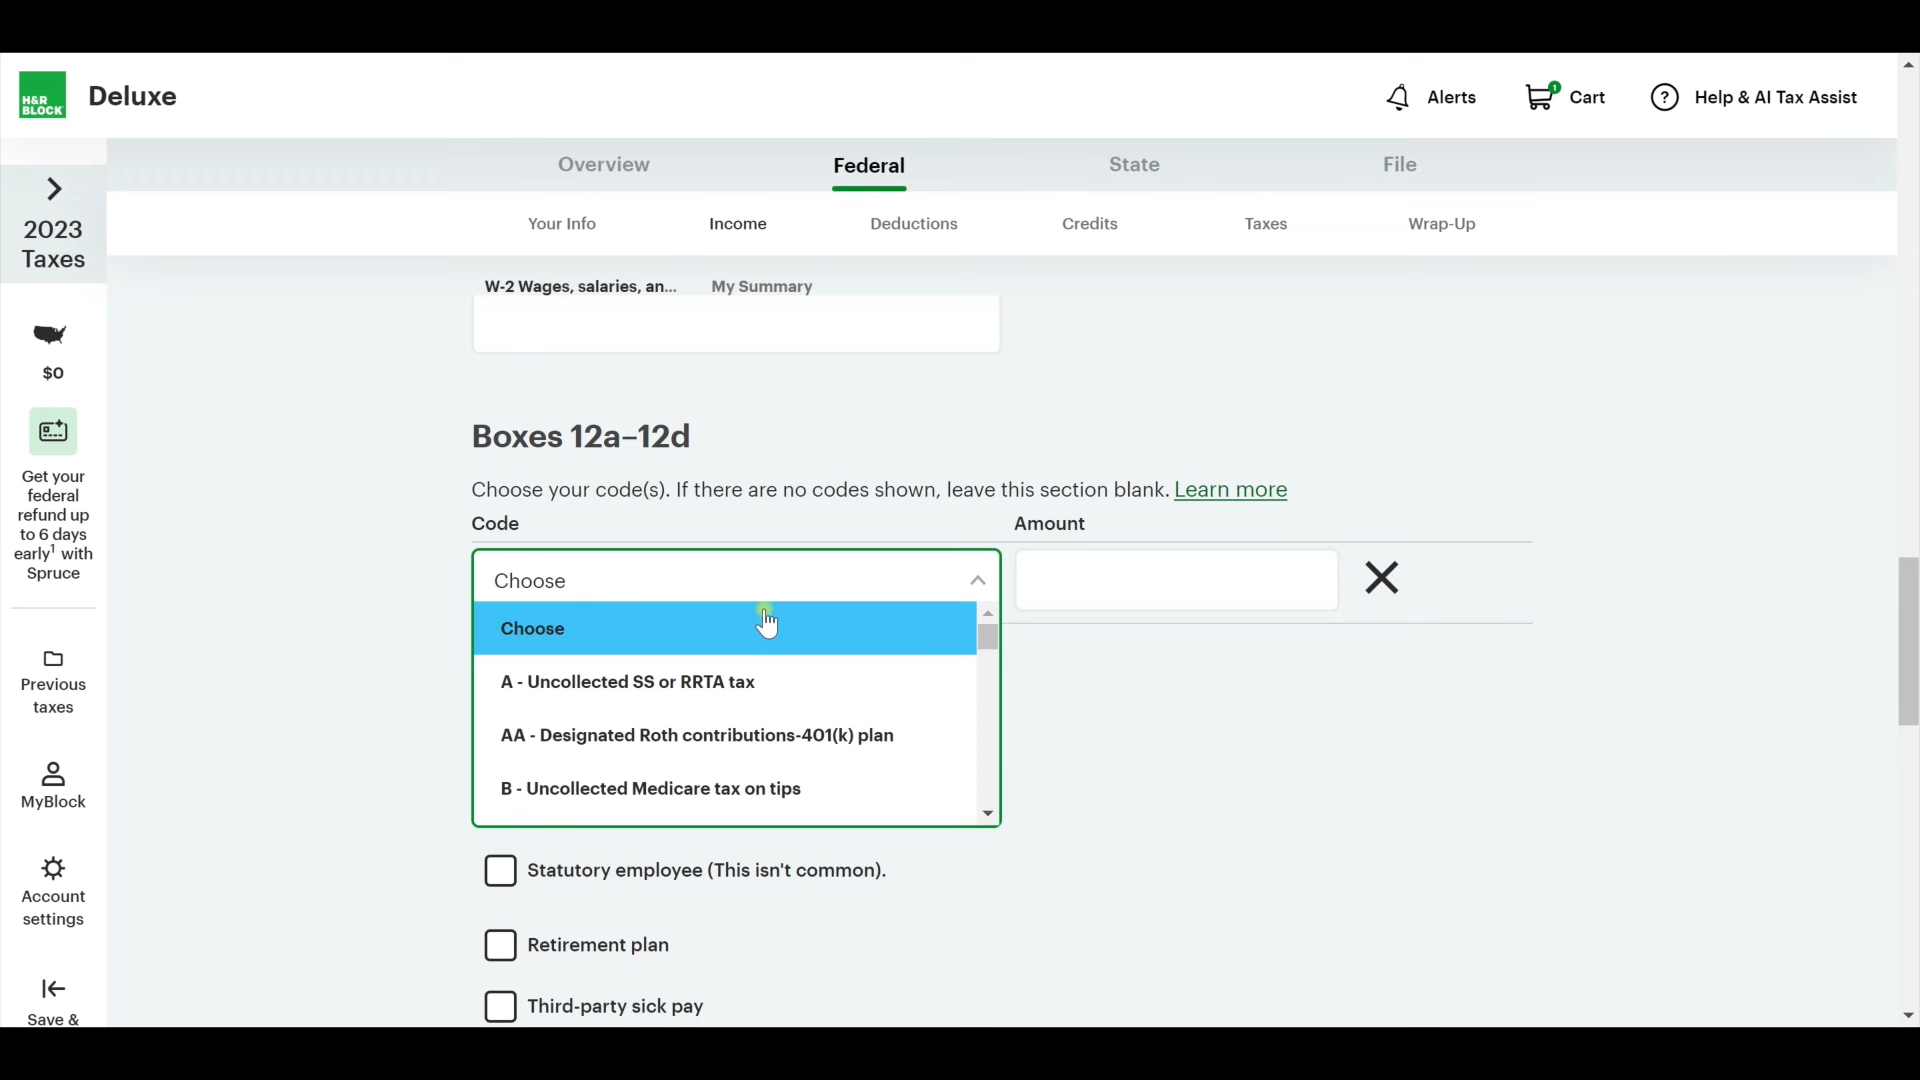 H&R
BLOCK
Deluxe
Alerts
1
Cart
?
Help & AI Tax Assist
Overview
Federal
State
File
2023
Taxes
Your Info
Income
Deductions
Credits
Taxes
Wrap-Up
W-2 Wages, salaries, an...
My Summary
$0
Get your
federal
refund up
to 6 days
early¹ with
Spruce
Previous
taxes
MyBlock
Account
settings
Save &
Boxes 12a–12d
Choose your code(s). If there are no codes shown, leave this section blank. Learn more
Code
Amount
Choose
Choose
A - Uncollected SS or RRTA tax
AA - Designated Roth contributions-401(k) plan
B - Uncollected Medicare tax on tips
Statutory employee (This isn't common).
Retirement plan
Third-party sick pay